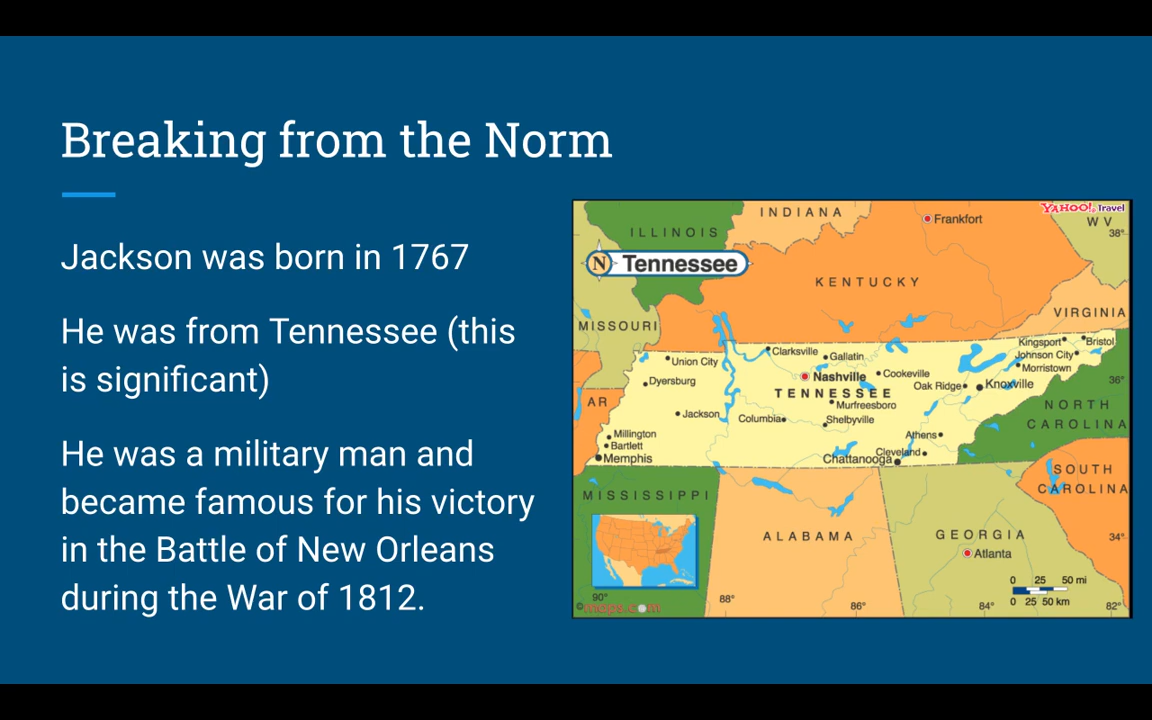 Breaking from the Norm
Jackson was born in 1767
He was from Tennessee (this
is significant)
He was a military man and
became famous for his victory
in the Battle of New Orleans
during the War of 1812.
YAHOO! Travel
INDIANA
Frankfort
WV
38°
ILLINOIS
N Tennessee
KENTUCKY
VIRGINIA
MISSOURI
Clarksville
Gallatin
Kingsport
Bristol
Union City
Johnson City
Morristown
Dyersburg
Nashville
Cookeville
Oak Ridge
Knoxville
36°
TENNESSEE
AR
Jackson
Columbia
Murfreesboro
Shelbyville
NORTH
CAROLINA
Millington
Bartlett
Memphis
Athens
Cleveland
Chattanooga
SOUTH
CAROLINA
MISSISSIPPI
ALABAMA
GEORGIA
Atlanta
34°
0 25 50 mi
0 25 50 km
90°
88°
86°
84°
82°
©maps.com